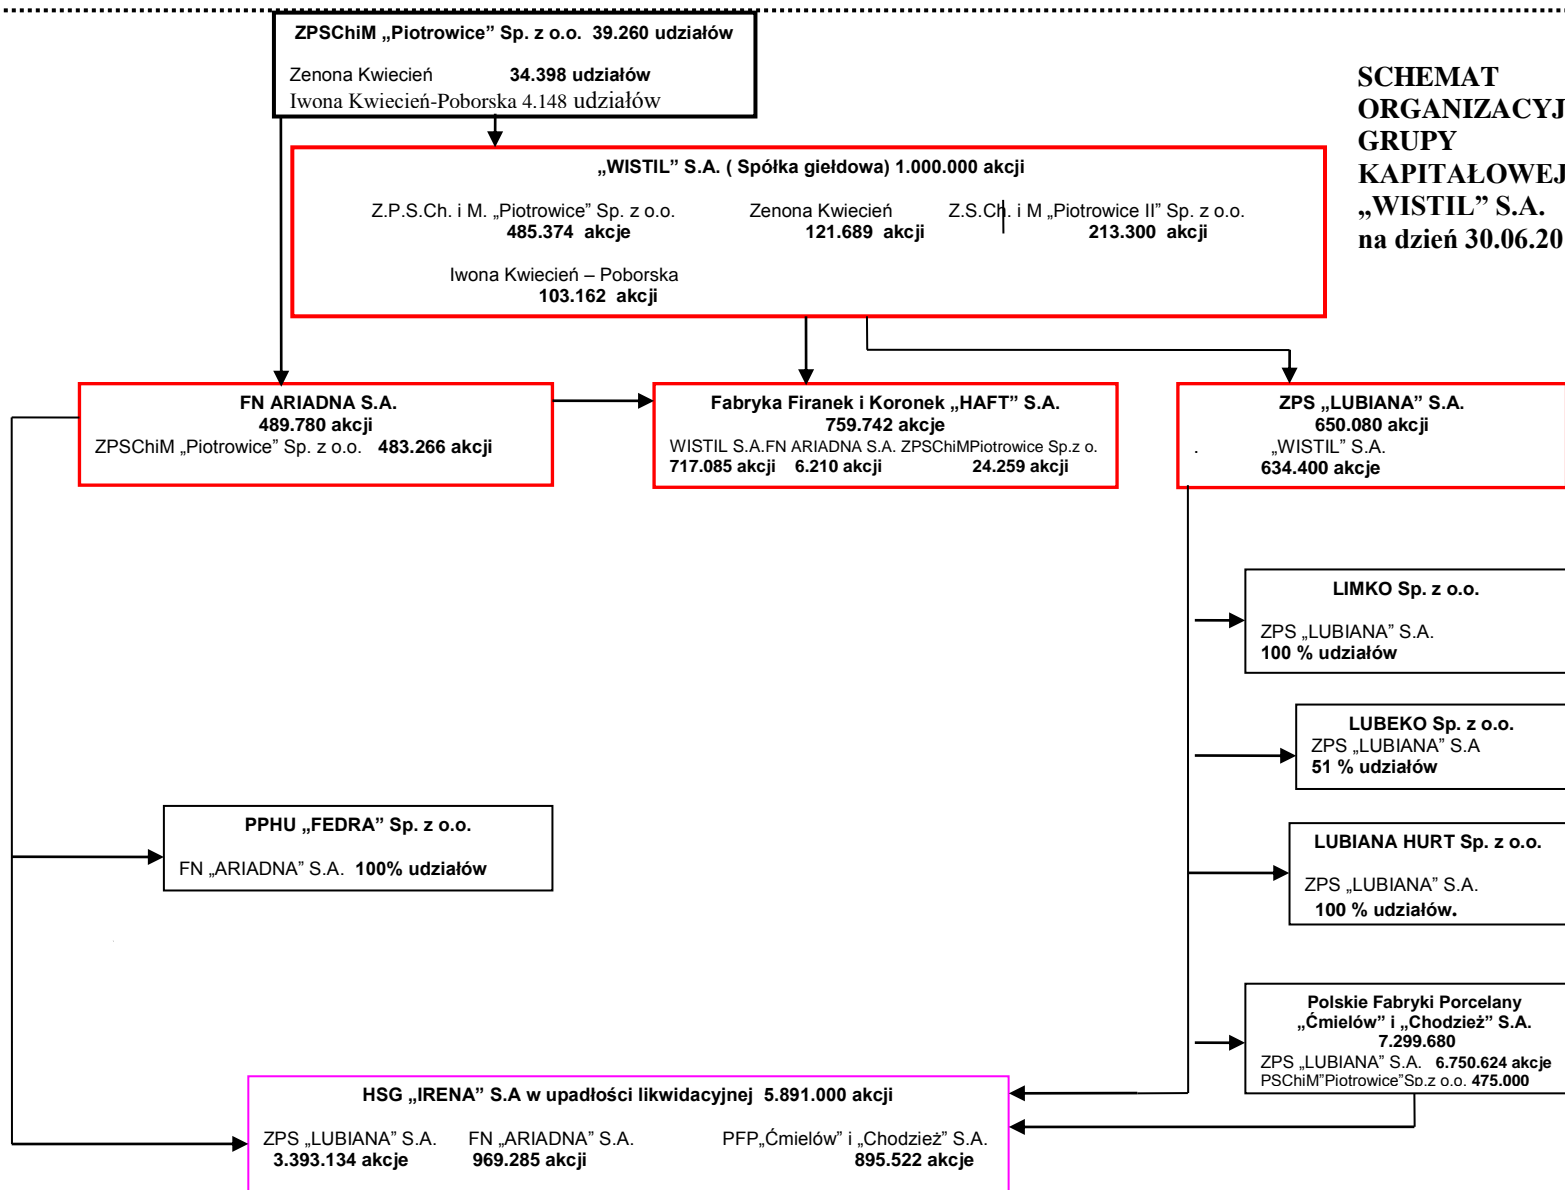 ZPSChiM „Piotrowice” Sp. z o.o. 39.260 udziałów
Zenona Kwiecień 34.398 udziałów
Iwona Kwiecień-Poborska 4.148 udziałów
SCHEMAT
ORGANIZACYJ
GRUPY
KAPITAŁOWEJ
„WISTIL” S.A.
na dzień 30.06.20
„WISTIL” S.A. ( Spółka giełdowa) 1.000.000 akcji
Z.P.S.Ch. i M. „Piotrowice” Sp. z o.o. Zenona Kwiecień Z.S.Ch. i M „Piotrowice II” Sp. z o.o.
485.374 akcje 121.689 akcji 213.300 akcji
Iwona Kwiecień – Poborska
103.162 akcji
FN ARIADNA S.A.
489.780 akcji
ZPSChiM „Piotrowice” Sp. z o.o. 483.266 akcji
Fabryka Firanek i Koronek „HAFT” S.A.
759.742 akcje
WISTIL S.A.FN ARIADNA S.A. ZPSChiMPiotrowice Sp.z o.
717.085 akcji 6.210 akcji 24.259 akcji
ZPS „LUBIANA” S.A.
650.080 akcji
. „WISTIL” S.A.
634.400 akcje
LIMKO Sp. z o.o.
ZPS „LUBIANA” S.A.
100 % udziałów
LUBEKO Sp. z o.o.
ZPS „LUBIANA” S.A
51 % udziałów
PPHU „FEDRA” Sp. z o.o.
FN „ARIADNA” S.A. 100% udziałów
LUBIANA HURT Sp. z o.o.
ZPS „LUBIANA” S.A.
100 % udziałów.
Polskie Fabryki Porcelany
„Ćmielów” i „Chodzież” S.A.
7.299.680
ZPS „LUBIANA” S.A. 6.750.624 akcje
PSChiM”Piotrowice”Sp.z o.o. 475.000
HSG „IRENA” S.A w upadłości likwidacyjnej 5.891.000 akcji
ZPS „LUBIANA” S.A. FN „ARIADNA” S.A. PFP„Ćmielów” i „Chodzież” S.A.
3.393.134 akcje 969.285 akcji 895.522 akcje